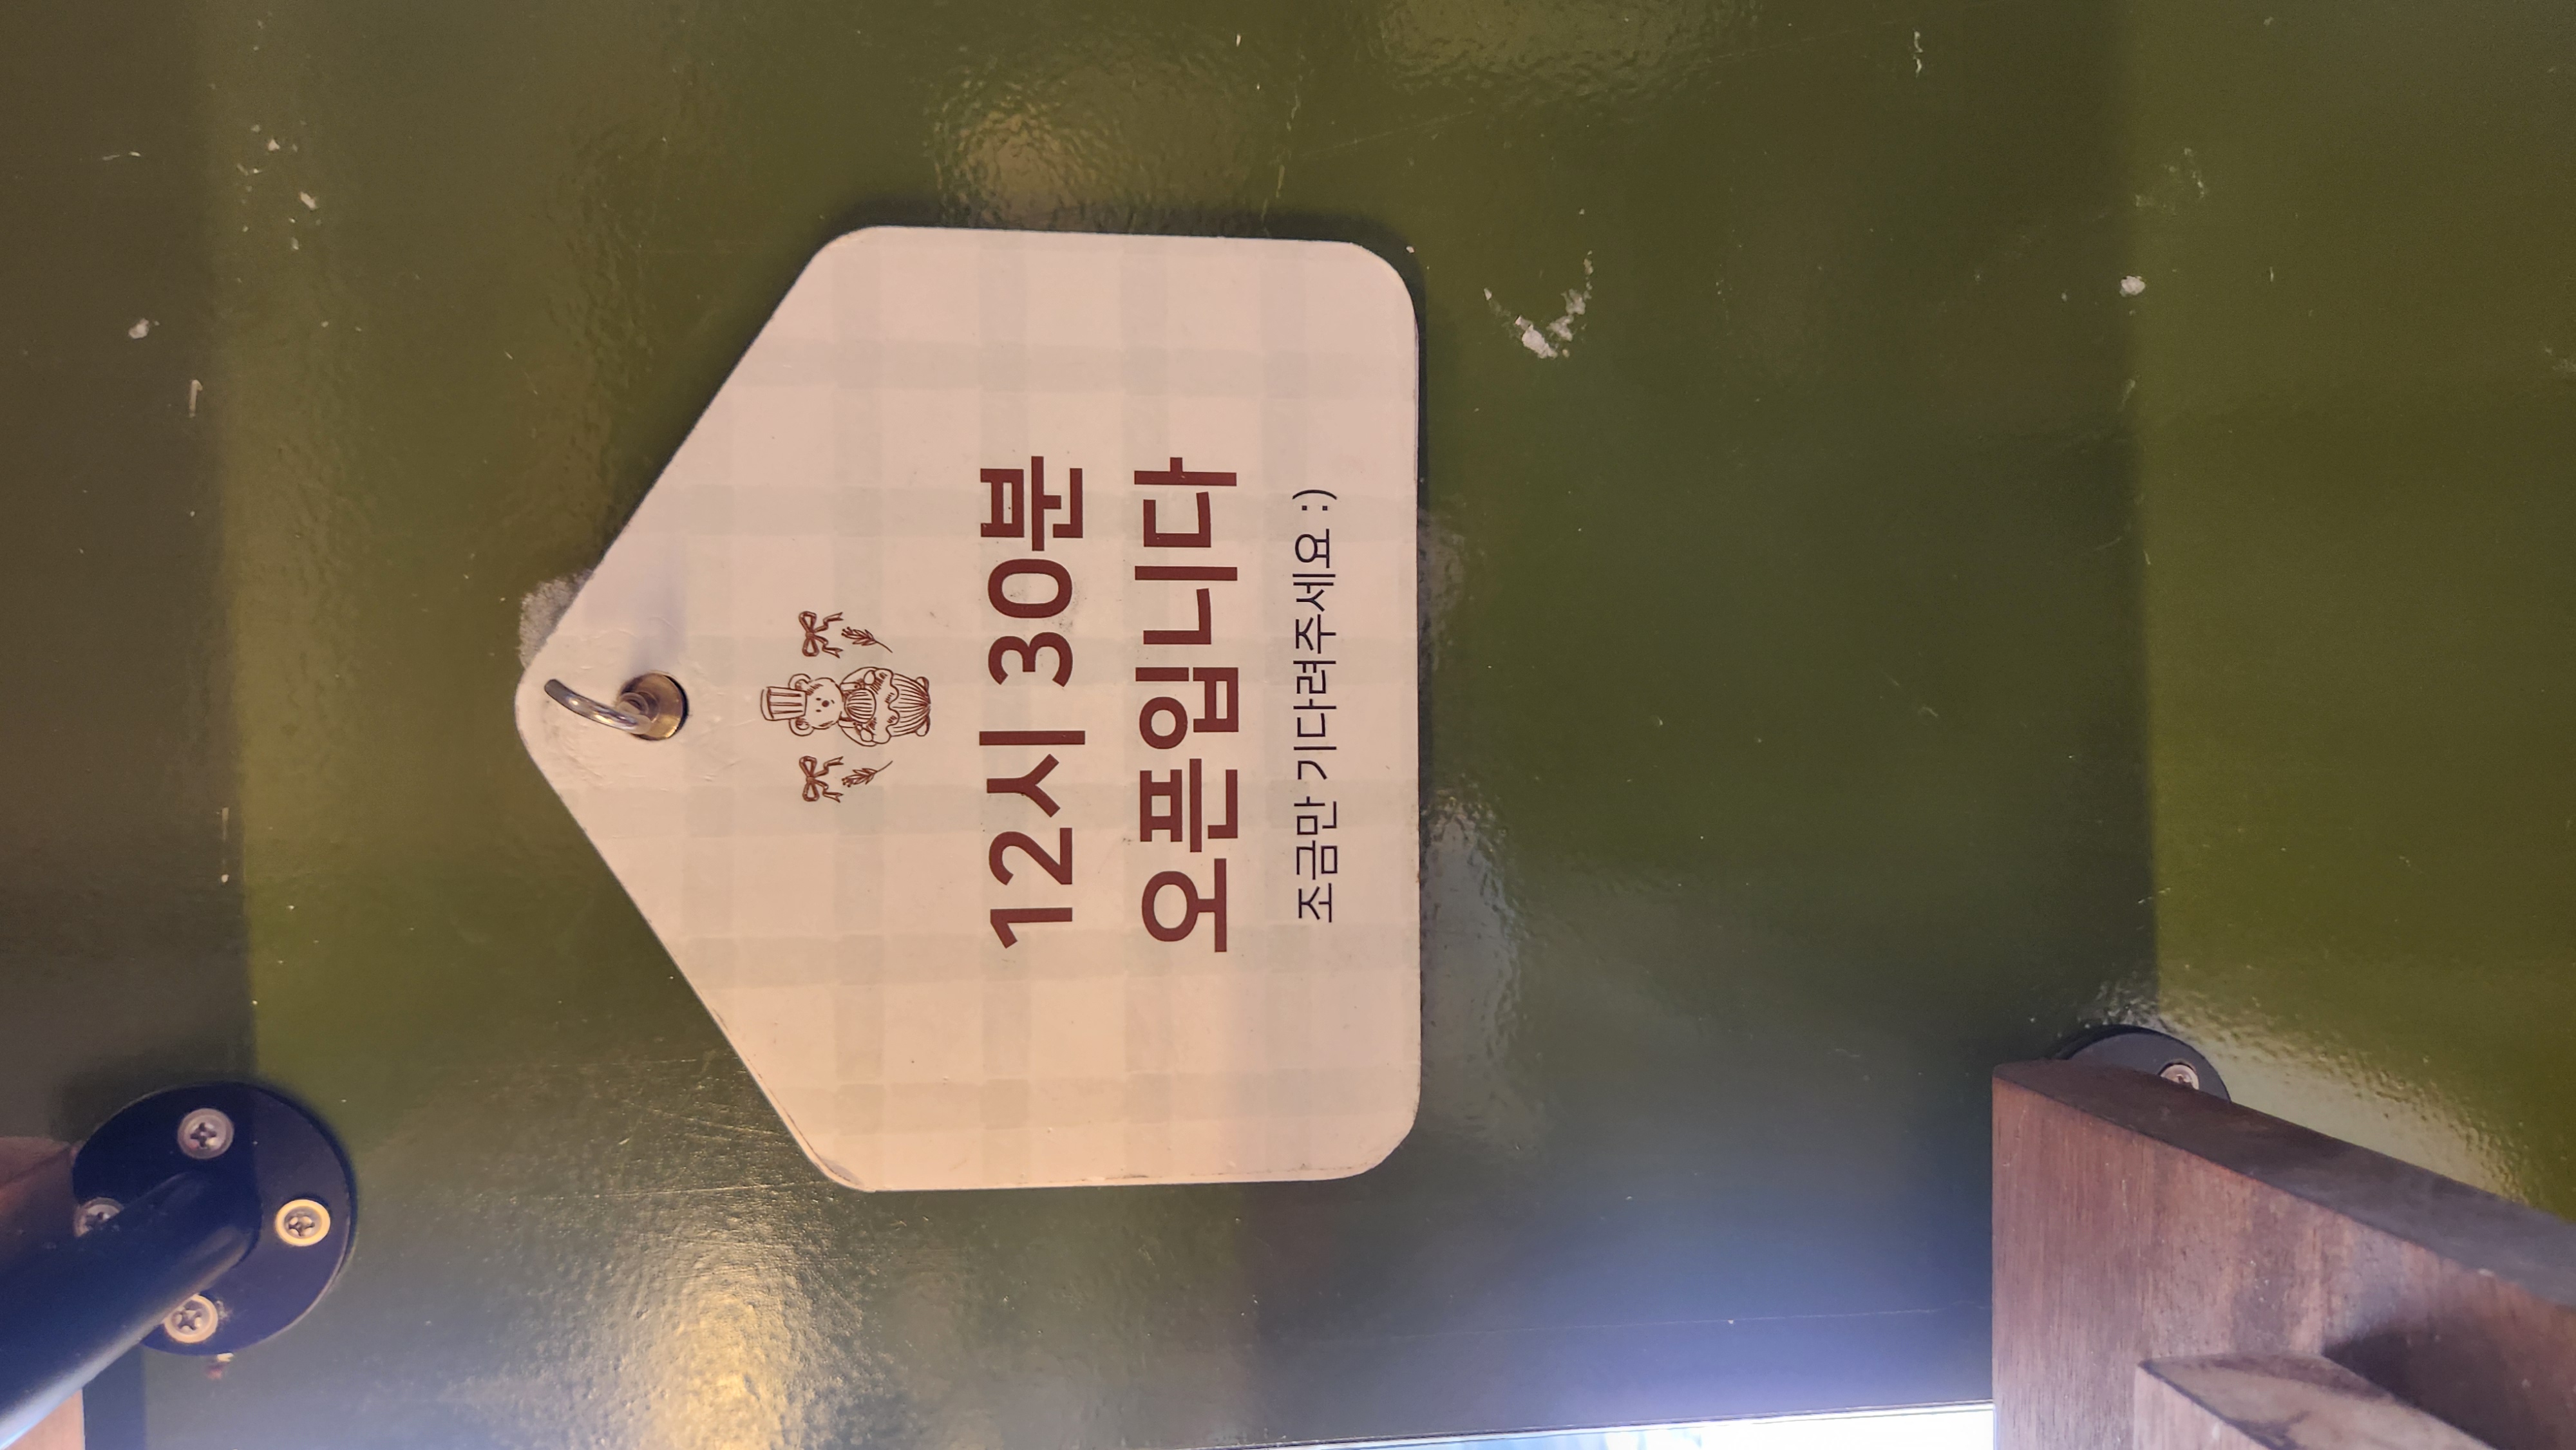 12시 30분
오픈입니다
조금만 기다려주세요 :)